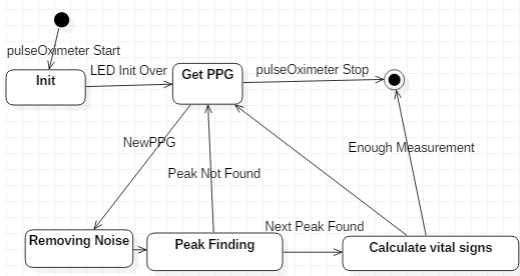 pulseOximeter Start
Init
LED Init Over
Get PPG
pulseOximeter Stop
NewPPG
Enough Measurement
Peak Not Found
Next Peak Found
Removing Noise
Peak Finding
Calculate vital signs